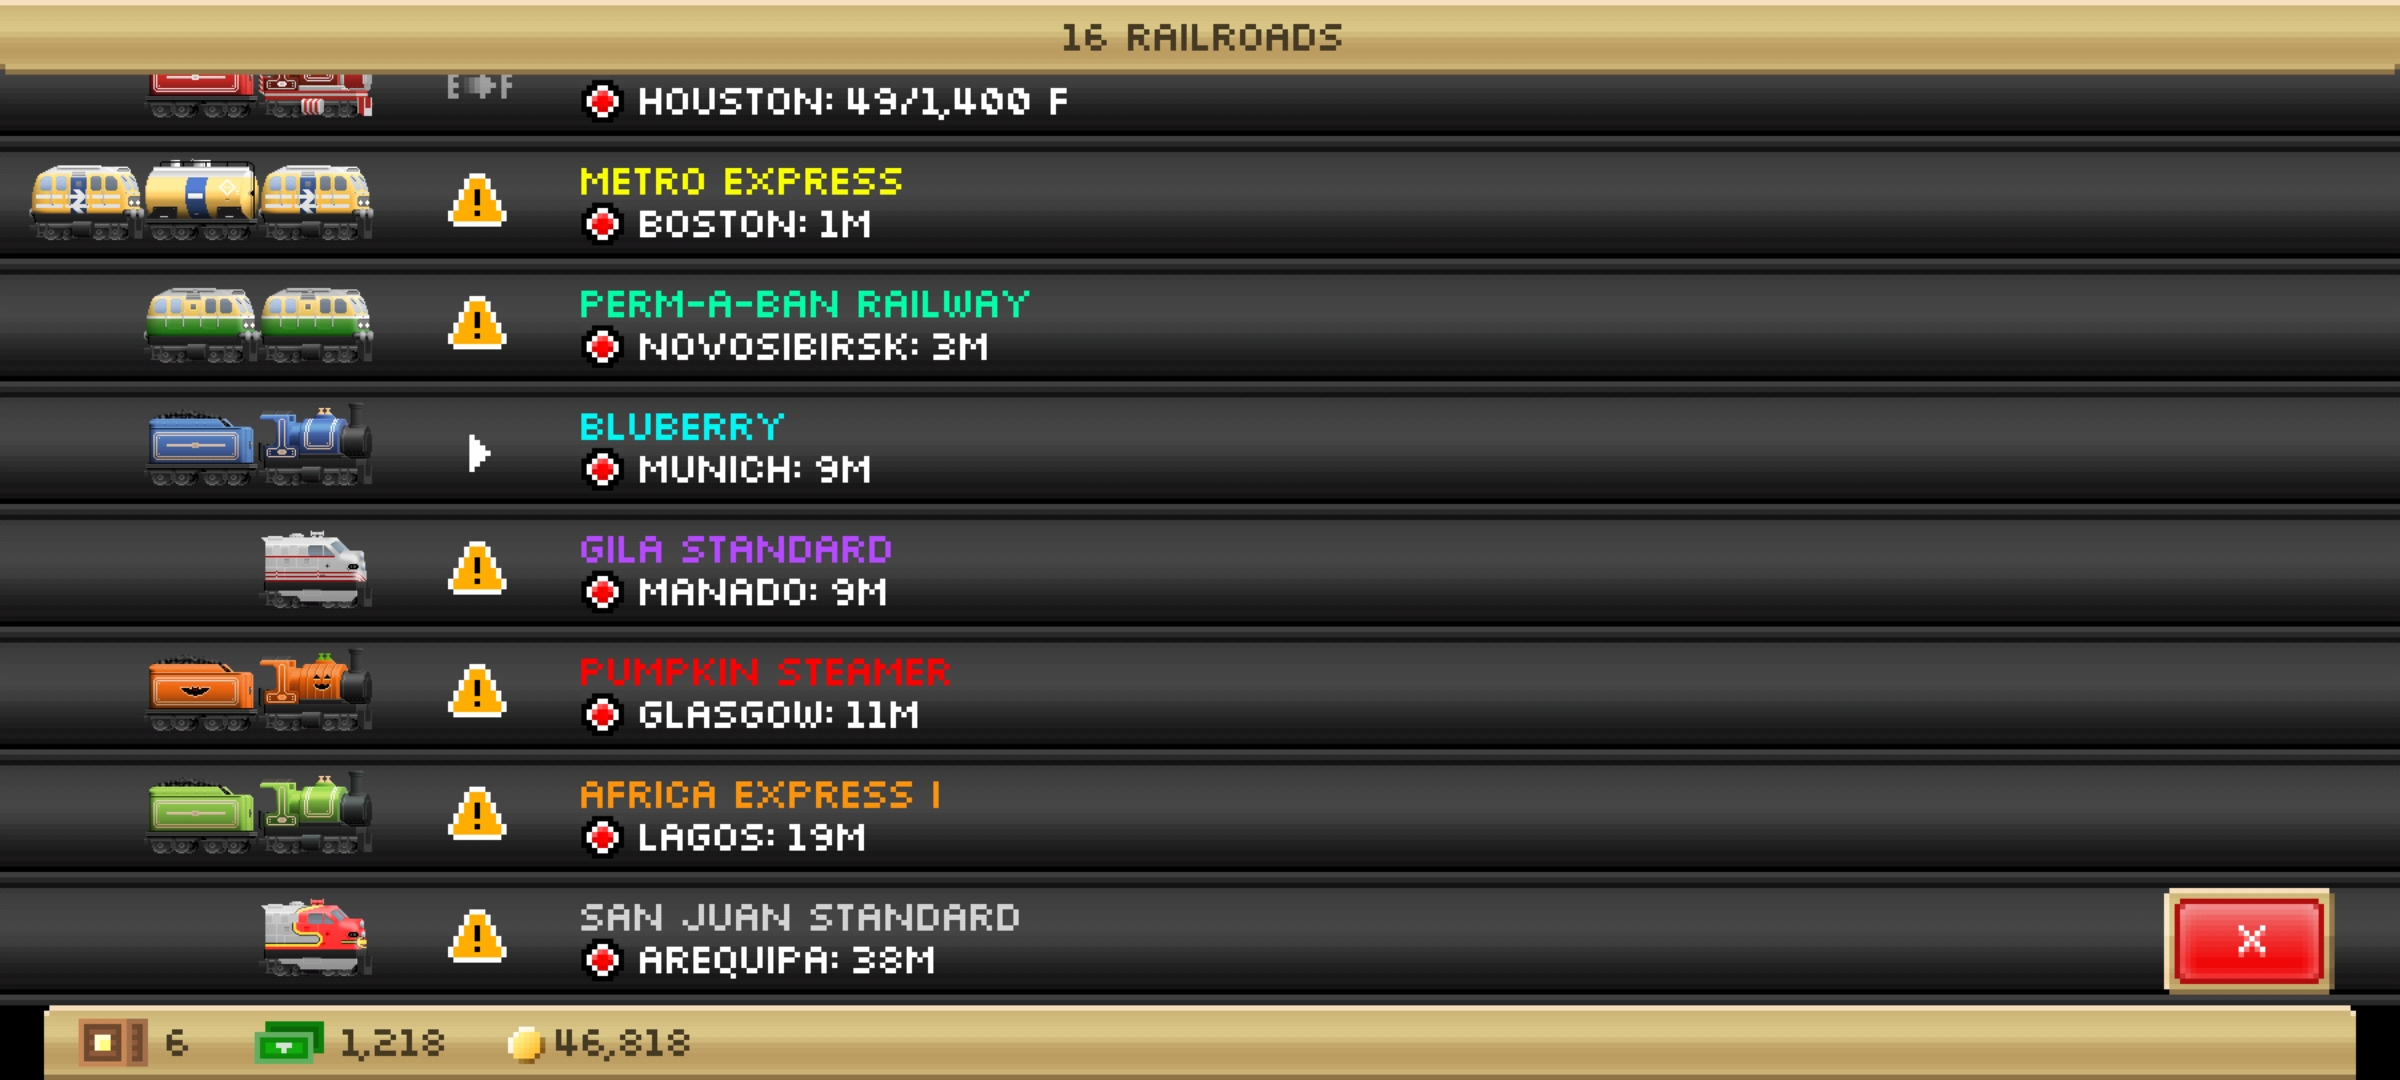 16 RAILROADS
E F
HOUSTON: 49/1,400 F
METRO EXPRESS
BOSTON: 1M
PERM-A-BAN RAILWAY
NOVOSIBIRSK: 3M
BLUBERRY
MUNICH: 9M
GILA STANDARD
MANADO: 9M
PUMPKIN STEAMER
GLASGOW: 11M
AFRICA EXPRESS I
LAGOS: 19M
SAN JUAN STANDARD
AREQUIPA: 38M
6 1,218 46,818